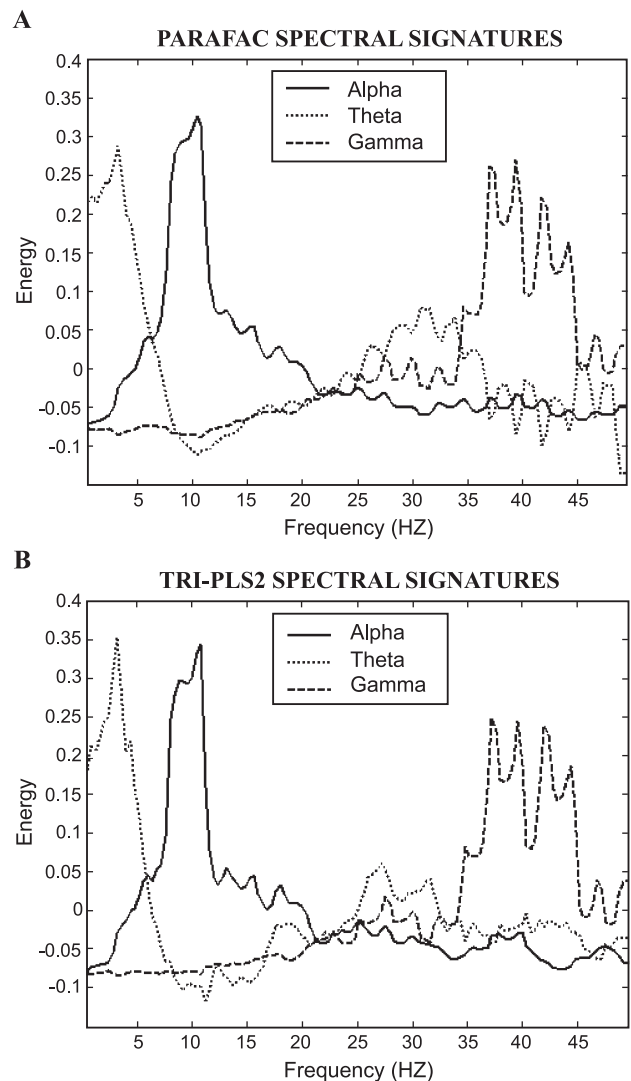 A
PARAFAC SPECTRAL SIGNATURES
0.4
0.35
0.3
0.25
0.2
0.15
0.1
0.05
0
-0.05
-0.1
Energy
Alpha
Theta
Gamma
5 10 15 20 25 30 35 40 45
Frequency (HZ)
B
TRI-PLS2 SPECTRAL SIGNATURES
0.4
0.35
0.3
0.25
0.2
0.15
0.1
0.05
0
-0.05
-0.1
Energy
Alpha
Theta
Gamma
5 10 15 20 25 30 35 40 45
Frequency (HZ)